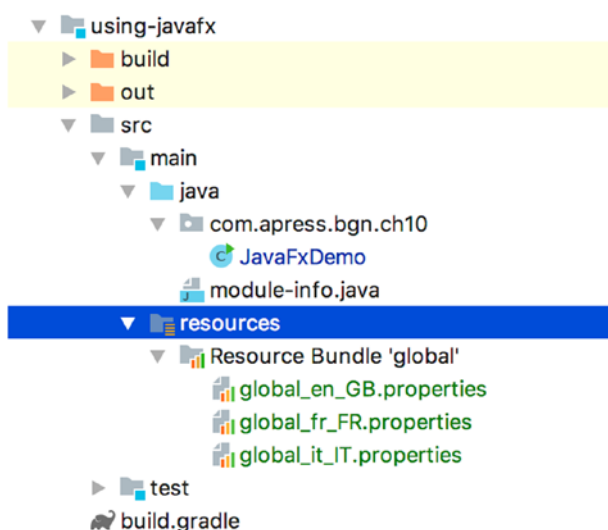 using-javafx
build
out
src
main
java
com.apress.bgn.ch10
JavaFxDemo
module-info.java
resources
Resource Bundle 'global'
global_en_GB.properties
global_fr_FR.properties
global_it_IT.properties
test
build.gradle